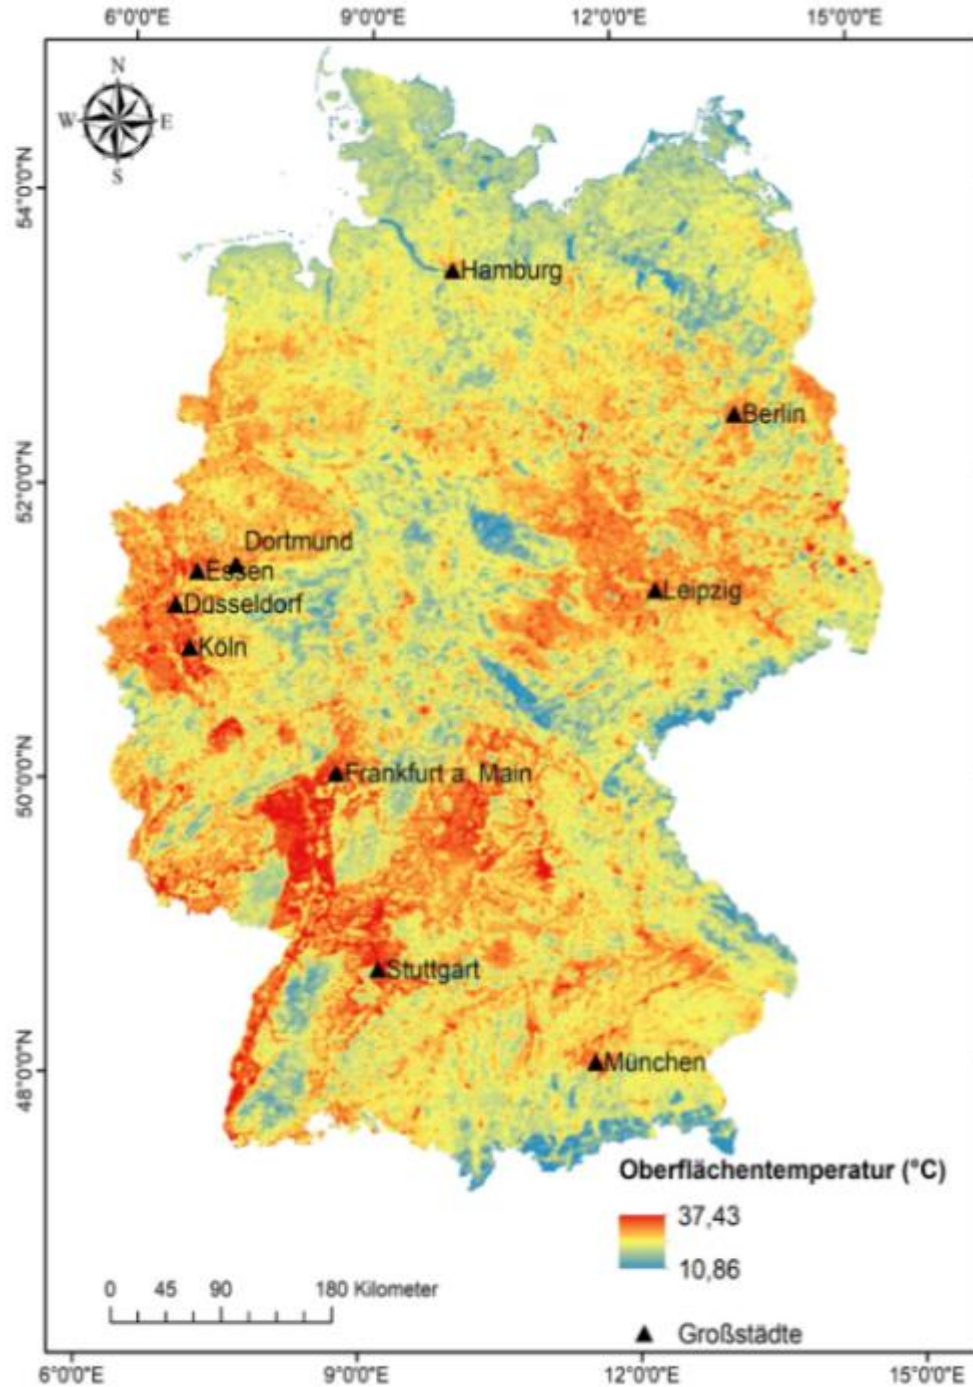 6°0'0"E 9°0'0"E 12°0'0"E 15°0'0"E
N
W E
S
54°0'0"N
Hamburg
Berlin
52°0'0"N
Dortmund
Essen
Leipzig
Düsseldorf
Köln
50°0'0"N
Frankfurt a. Main
Stuttgart
48°0'0"N
München
Oberflächentemperatur (°C)
37,43
10,86
0 45 90 180 Kilometer
Großstädte
6°0'0"E 9°0'0"E 12°0'0"E 15°0'0"E